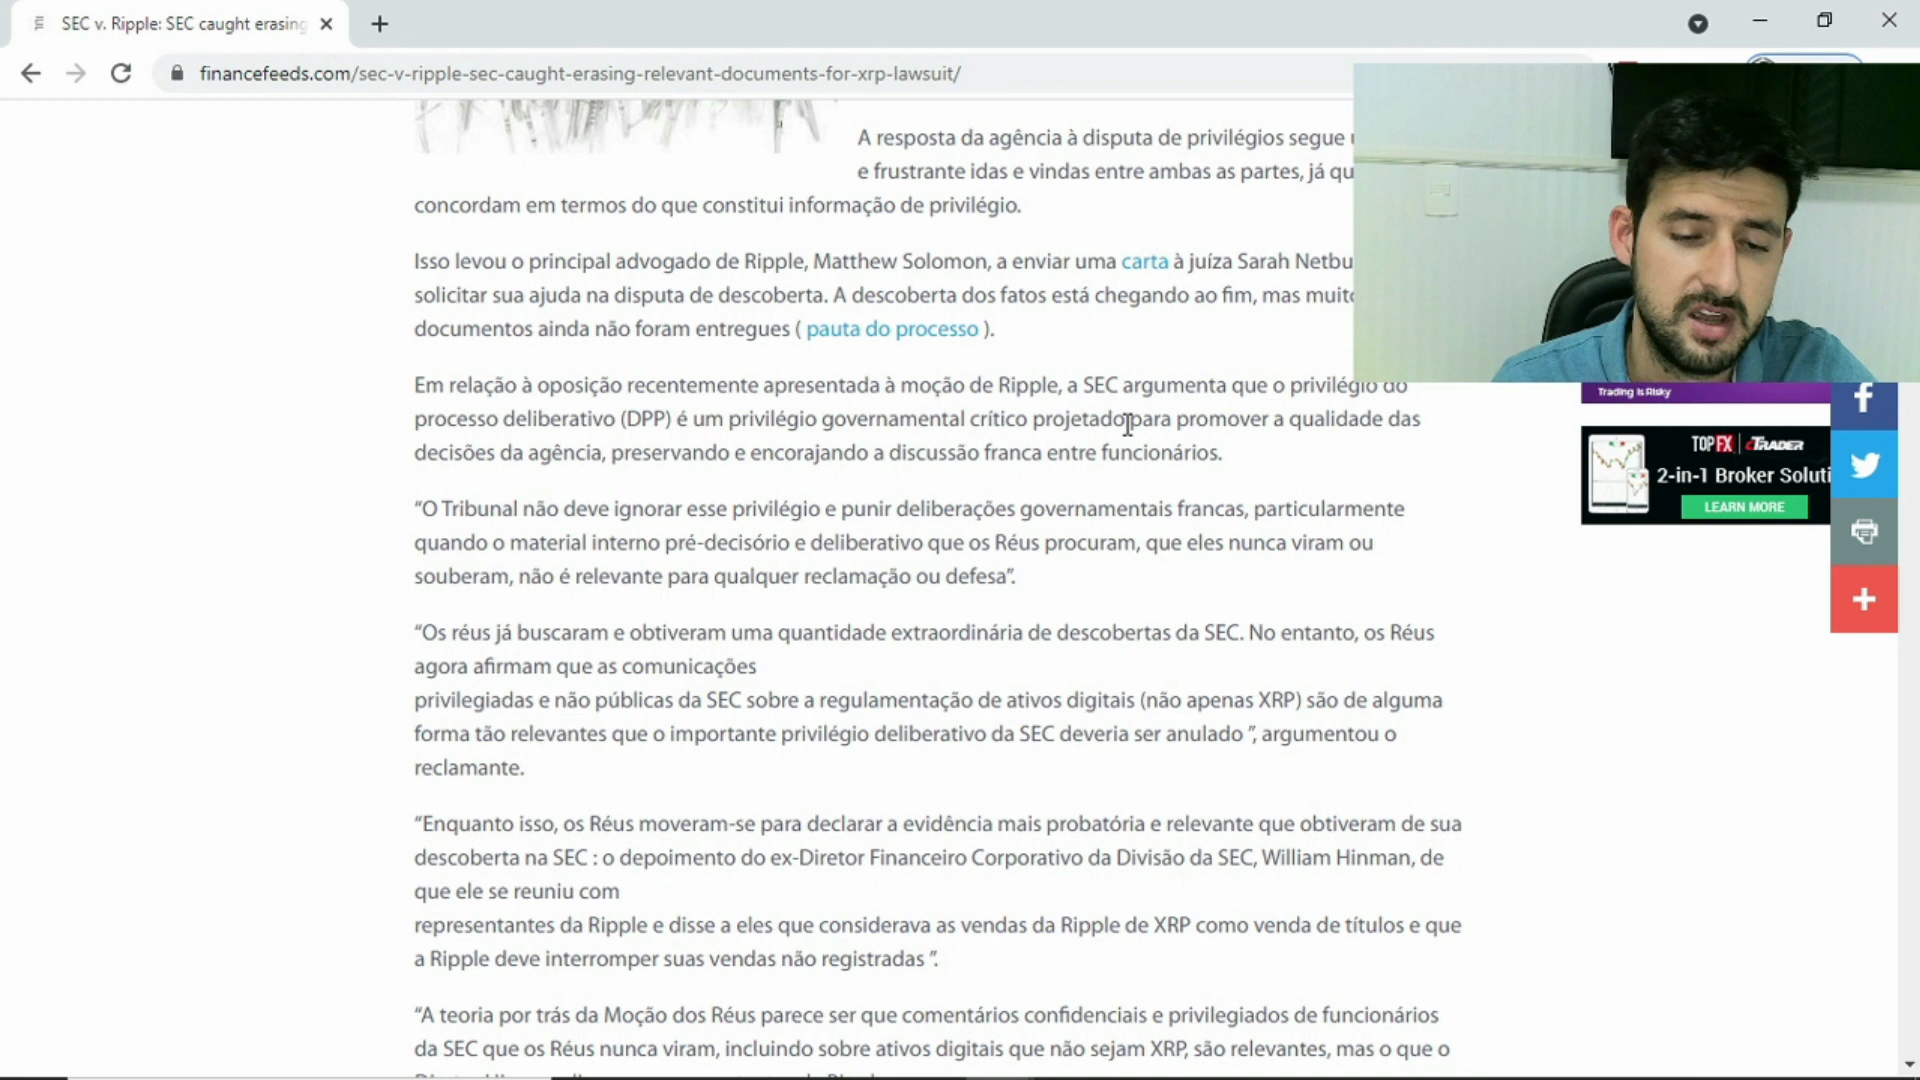 SEC v. Ripple: SEC caught erasing
financefeeds.com/sec-v-ripple-sec-caught-erasing-relevant-documents-for-xrp-lawsuit/
A resposta da agência à disputa de privilégios segue
e frustrante idas e vindas entre ambas as partes, já
concordam em termos do que constitui informação de privilégio.
Isso levou o principal advogado de Ripple, Matthew Solomon, a enviar uma carta à juíza Sarah
solicitar sua ajuda na disputa de descoberta. A descoberta dos fatos está chegando ao fim, mas
documentos ainda não foram entregues ( pauta do processo ).
Em relação à oposição recentemente apresentada à moção de Ripple, a SEC argumenta que o privilégio do
processo deliberativo (DPP) é um privilégio governamental crítico projetado para promover a qualidade das
decisões da agência, preservando e encorajando a discussão franca entre funcionários.
“O Tribunal não deve ignorar esse privilégio e punir deliberações governamentais francas, particularmente
quando o material interno pré-decisório e deliberativo que os Réus procuram, que eles nunca viram ou
souberam, não é relevante para qualquer reclamação ou defesa”.
“Os réus já buscaram e obtiveram uma quantidade extraordinária de descobertas da SEC. No entanto, os Réus
agora afirmam que as comunicações
privilegiadas e não públicas da SEC sobre a regulamentação de ativos digitais (não apenas XRP) são de alguma
forma tão relevantes que o importante privilégio deliberativo da SEC deveria ser anulado ”, argumentou o
reclamante.
“Enquanto isso, os Réus moveram-se para declarar a evidência mais probatória e relevante que obtiveram de sua
descoberta na SEC : o depoimento do ex-Diretor Financeiro Corporativo da Divisão da SEC, William Hinman, de
que ele se reuniu com
representantes da Ripple e disse a eles que considerava as vendas da Ripple de XRP como venda de títulos e que
a Ripple deve interromper suas vendas não registradas ”.
“A teoria por trás da Moção dos Réus parece ser que comentários confidenciais e privilegiados de funcionários
da SEC que os Réus nunca viram, incluindo sobre ativos digitais que não sejam XRP, são relevantes, mas o que o
Trading Is Risky
TOPFX cTRADER
2-in-1 Broker
LEARN MORE